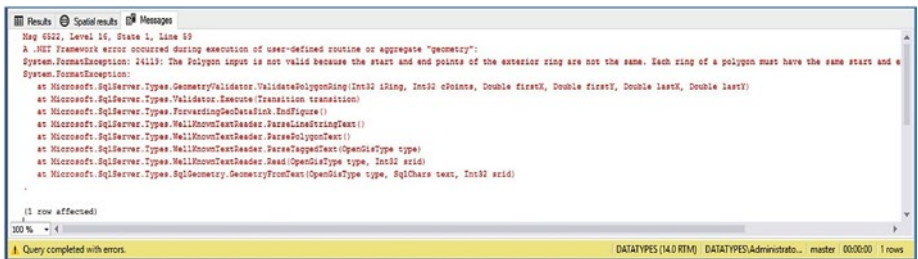 Results Spatial results Messages
Msg 6522, Level 16, State 1, Line 59
A .NET Framework error occurred during execution of user-defined routine or aggregate "geometry":
System.FormatException: 24119: The Polygon input is not valid because the start and end points of the exterior ring are not the same. Each ring of a polygon must have the same start and e
System.FormatException:
at Microsoft.SqlServer.Types.GeometryValidator.ValidatePolygonRing(Int32 iRing, Int32 cPoints, Double firstX, Double firstY, Double lastX, Double lastY)
at Microsoft.SqlServer.Types.Validator.Execute(Transition transition)
at Microsoft.SqlServer.Types.ForwardingGeoDataSink.EndFigure()
at Microsoft.SqlServer.Types.WellKnownTextReader.ParseLineStringText()
at Microsoft.SqlServer.Types.WellKnownTextReader.ParsePolygonText()
at Microsoft.SqlServer.Types.WellKnownTextReader.ParseTaggedText(OpenGisType type)
at Microsoft.SqlServer.Types.WellKnownTextReader.Read(OpenGisType type, Int32 srid)
at Microsoft.SqlServer.Types.SqlGeometry.GeometryFromText(OpenGisType type, SqlChars text, Int32 srid)
.
(1 row affected)
100 %
Query completed with errors. DATATYPES (14.0 RTM) DATATYPES\Administrato... master 00:00:00 1 rows